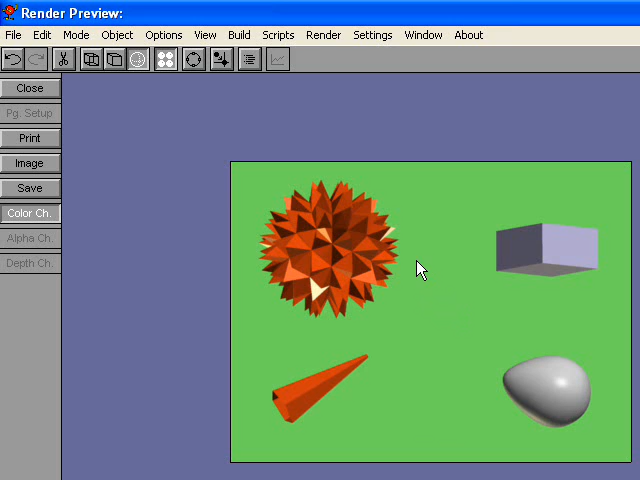 Render Preview:
File Edit Mode Object Options View Build Scripts Render Settings Window About
Close
Pg. Setup
Print
Image
Save
Color Ch.
Alpha Ch.
Depth Ch.